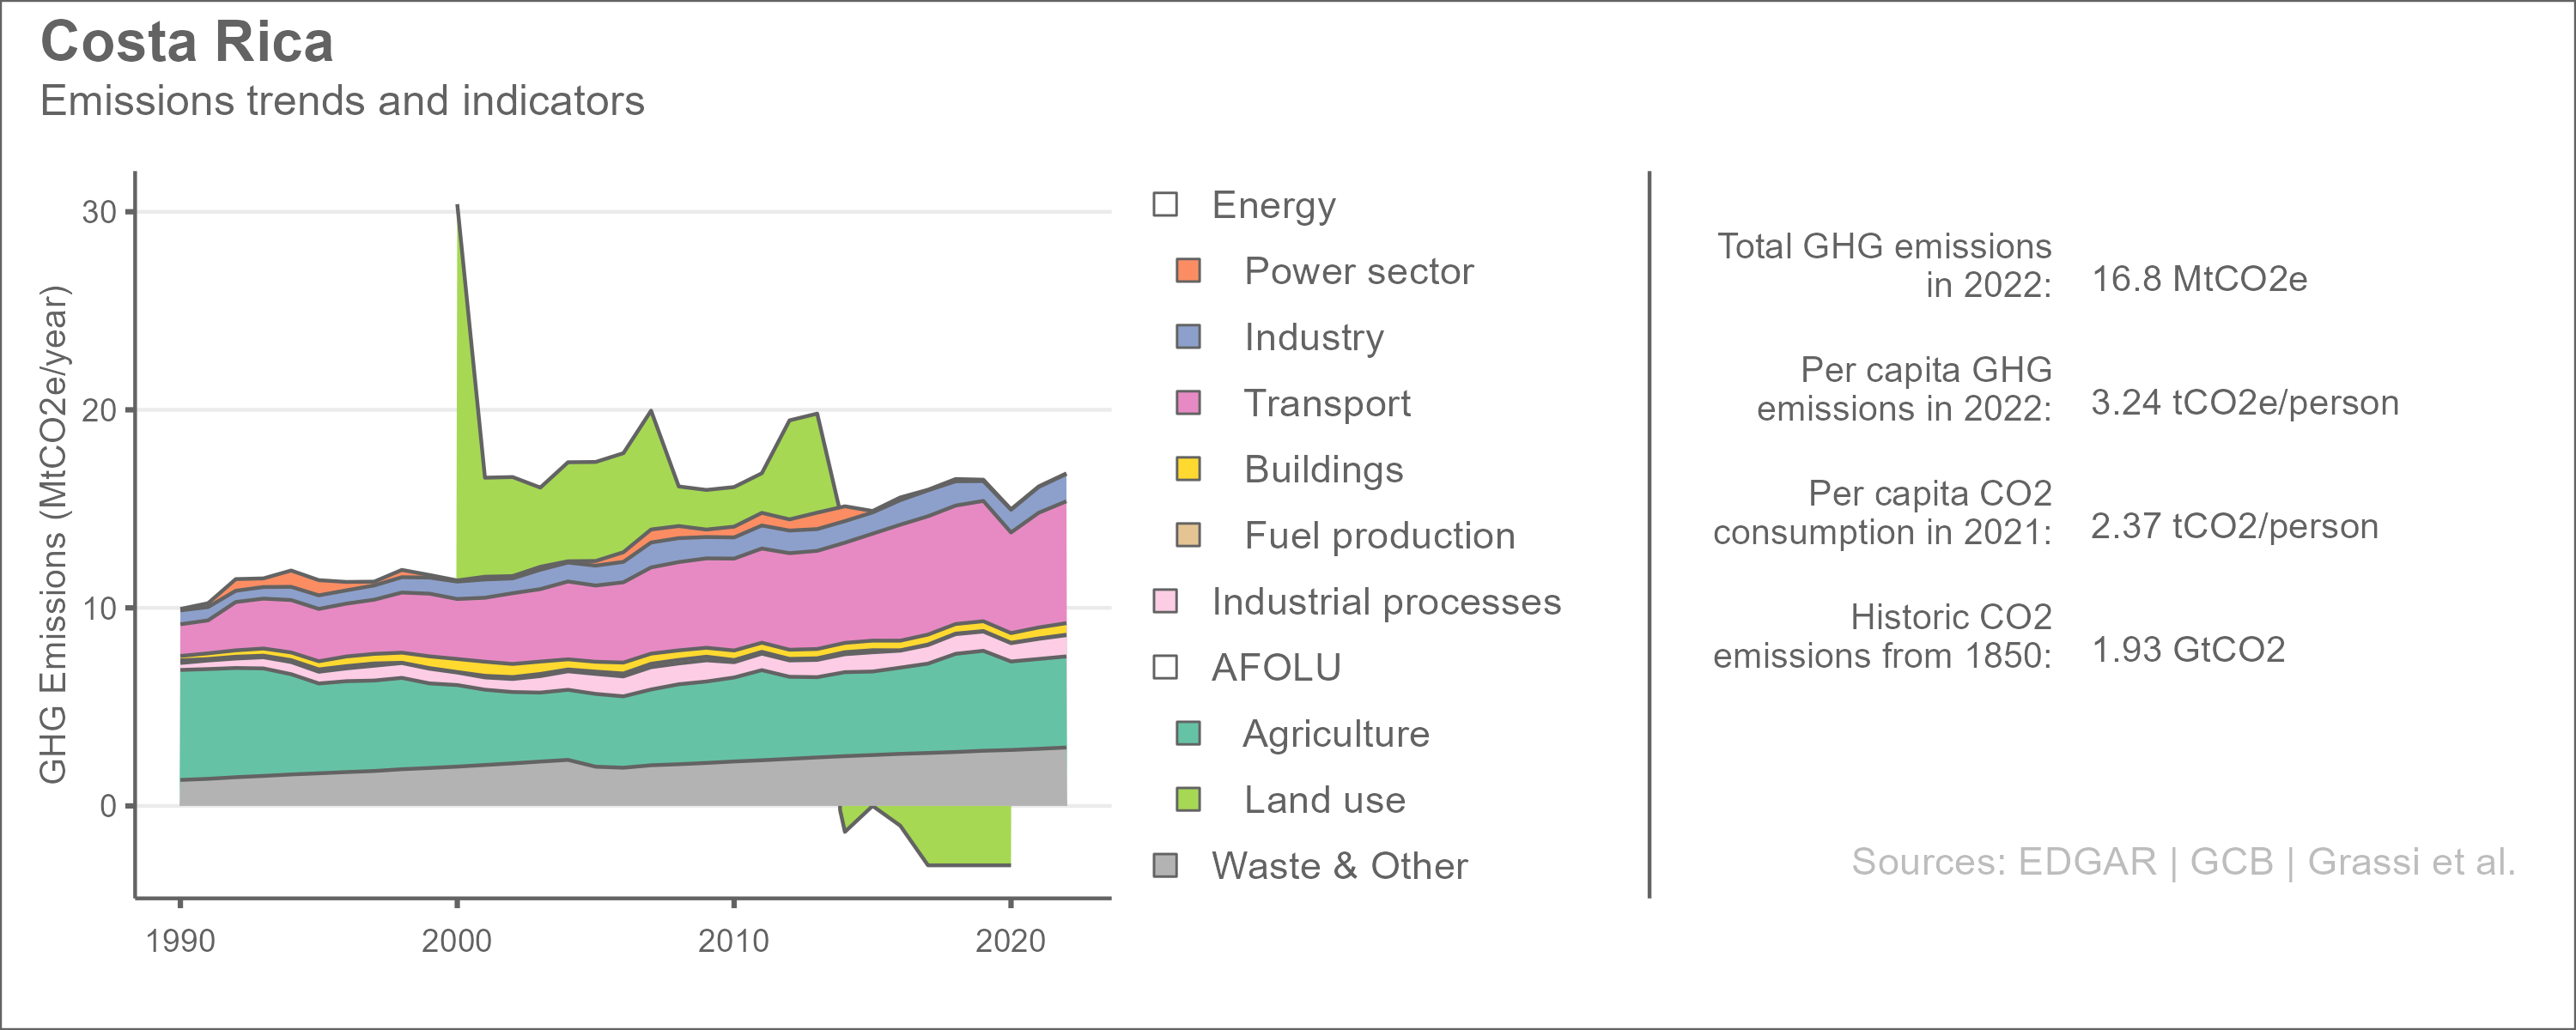 Costa Rica
Emissions trends and indicators
GHG Emissions (MtCO2e/year)
30
20
10
0
1990
2000
2010
2020
Energy
Power sector
Industry
Transport
Buildings
Fuel production
Industrial processes
AFOLU
Agriculture
Land use
Waste & Other
Total GHG emissions
in 2022:
16.8 MtCO2e
Per capita GHG
emissions in 2022:
3.24 tCO2e/person
Per capita CO2
consumption in 2021:
2.37 tCO2/person
Historic CO2
emissions from 1850:
1.93 GtCO2
Sources: EDGAR | GCB | Grassi et al.